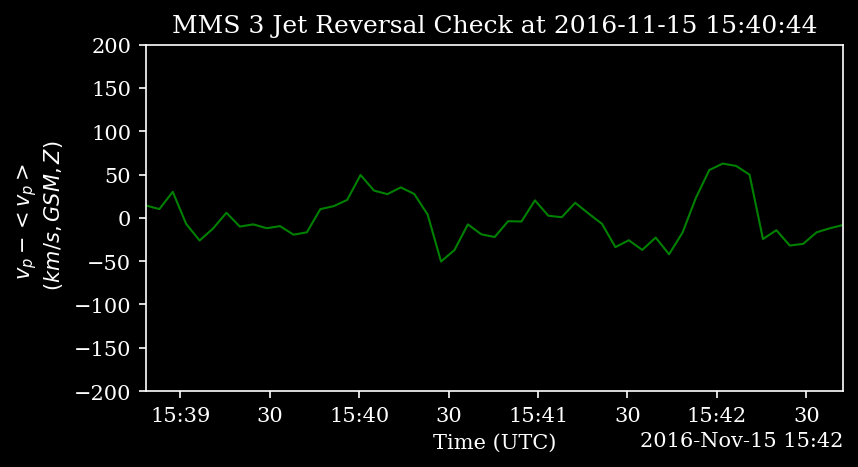 MMS 3 Jet Reversal Check at 2016-11-15 15:40:44
200
150
100
50
0
−50
−100
−150
−200
v_p − <v_p>
(km/s, GSM, Z)
15:39 30 15:40 30 15:41 30 15:42 30
Time (UTC)
2016-Nov-15 15:42